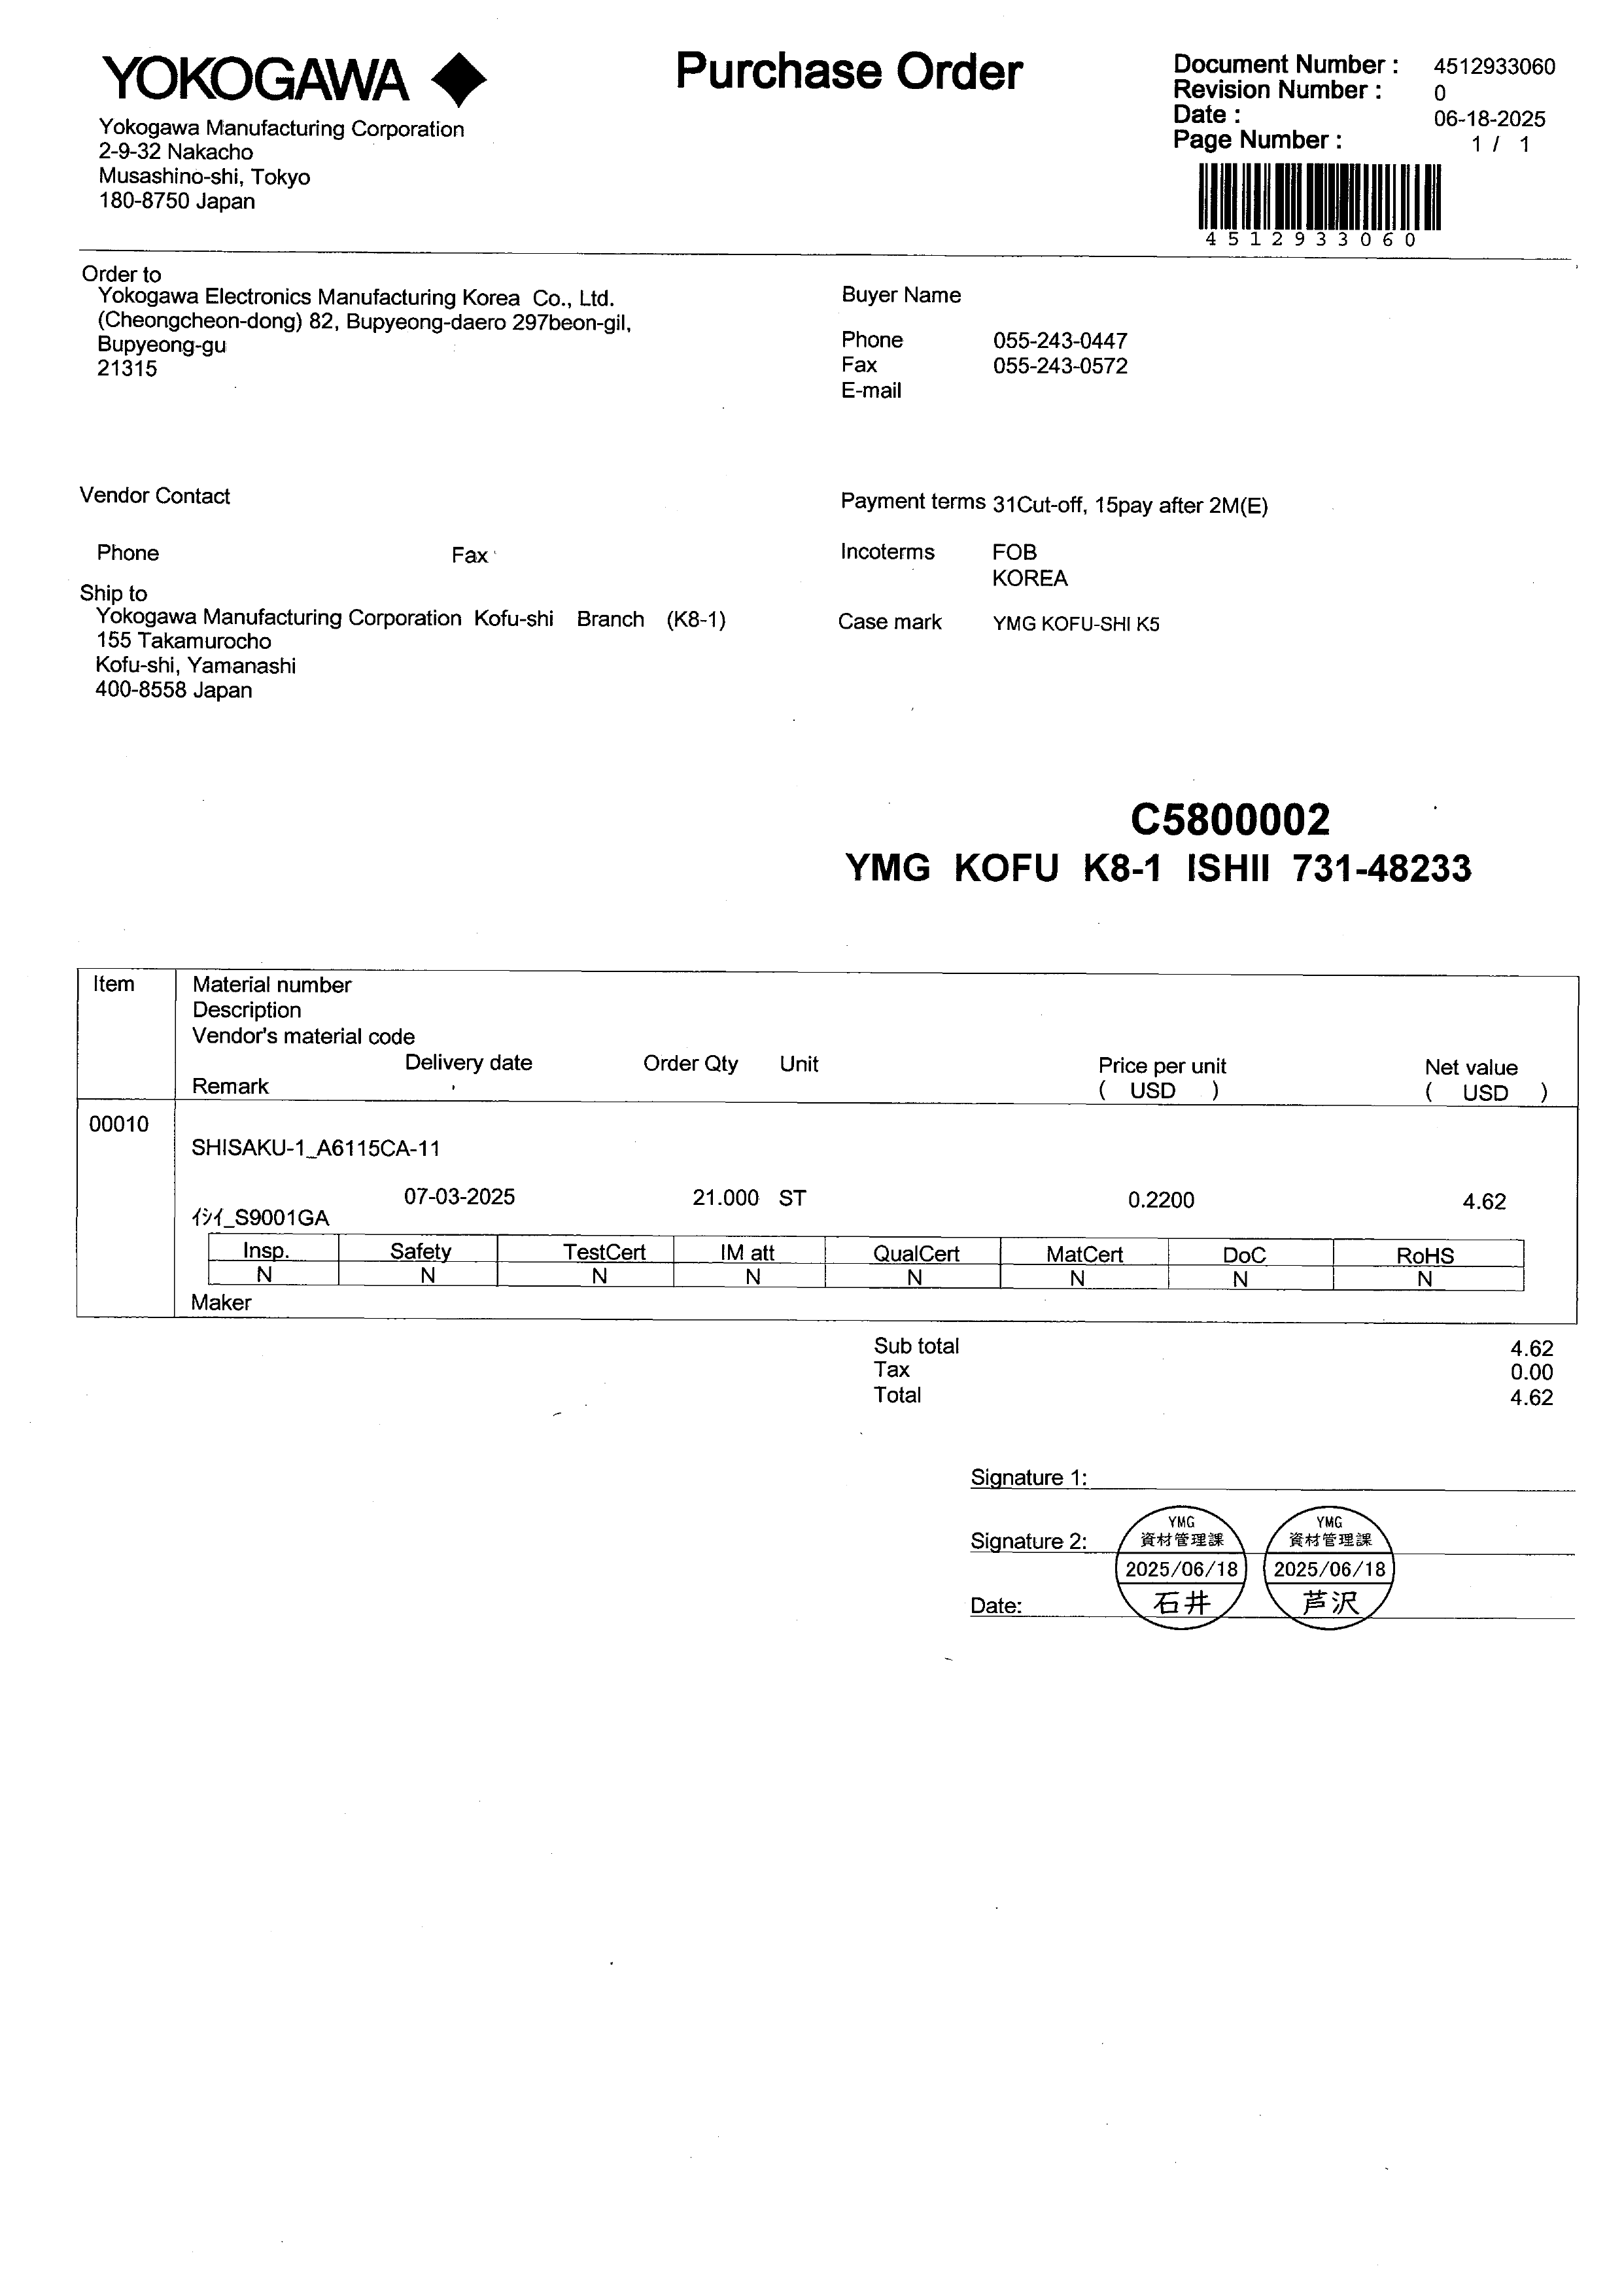 YOKOGAWA
Purchase Order
Document Number : 4512933060
Revision Number : 0
Date : 06-18-2025
Page Number : 1 / 1
4512933060
Yokogawa Manufacturing Corporation
2-9-32 Nakacho
Musashino-shi, Tokyo
180-8750 Japan
Order to
Yokogawa Electronics Manufacturing Korea Co., Ltd.
(Cheongcheon-dong) 82, Bupyeong-daero 297beon-gil,
Bupyeong-gu
21315
Buyer Name
Phone 055-243-0447
Fax 055-243-0572
E-mail
Vendor Contact
Phone Fax
Payment terms 31Cut-off, 15pay after 2M(E)
Incoterms FOB
KOREA
Case mark YMG KOFU-SHI K5
Ship to
Yokogawa Manufacturing Corporation Kofu-shi Branch (K8-1)
155 Takamurocho
Kofu-shi, Yamanashi
400-8558 Japan
C5800002
YMG KOFU K8-1 ISHII 731-48233
Item Material number
Description
Vendor's material code
Delivery date Order Qty Unit Price per unit Net value
Remark ( USD ) ( USD )
00010
SHISAKU-1_A6115CA-11
07-03-2025 21.000 ST 0.2200 4.62
ｲｼｲ_S9001GA
Insp. Safety TestCert IM att QualCert MatCert DoC RoHS
N N N N N N N N
Maker
Sub total 4.62
Tax 0.00
Total 4.62
Signature 1:
Signature 2:
Date:
YMG
資材管理課
2025/06/18
石井
YMG
資材管理課
2025/06/18
芦沢